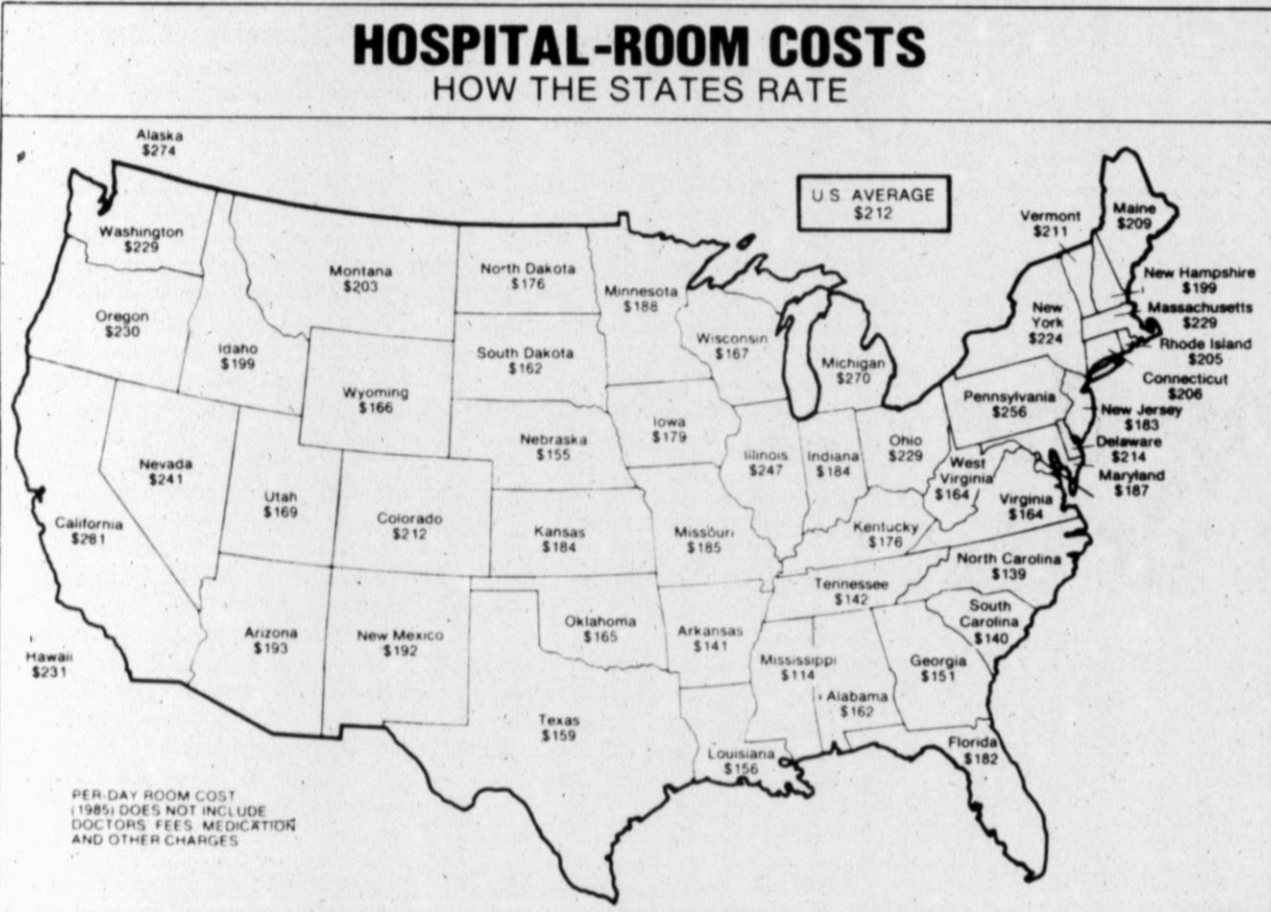 HOSPITAL-ROOM COSTS
HOW THE STATES RATE
Alaska
$274
U.S. AVERAGE
$212
Washington
$229
Oregon
$230
Idaho
$199
Montana
$203
Wyoming
$166
North Dakota
$176
South Dakota
$162
Nebraska
$155
Kansas
$184
Minnesota
$188
Iowa
$179
Missouri
$185
Wisconsin
$167
Illinois
$247
Michigan
$270
Indiana
$184
Ohio
$229
Kentucky
$176
Vermont
$211
Maine
$209
New Hampshire
$199
Massachusetts
$229
Rhode Island
$205
Connecticut
$206
New
York
$224
Pennsylvania
$256
New Jersey
$183
Delaware
$214
Maryland
$187
West
Virginia
$164
Virginia
$164
North Carolina
$139
South
Carolina
$140
Tennessee
$142
Georgia
$151
Florida
$182
Alabama
$162
Mississippi
$114
Louisiana
$156
Arkansas
$141
Oklahoma
$165
Texas
$159
Nevada
$241
California
$281
Utah
$169
Colorado
$212
Arizona
$193
New Mexico
$192
Hawaii
$231
PER-DAY ROOM COST
(1985) DOES NOT INCLUDE
DOCTORS FEES MEDICATION
AND OTHER CHARGES